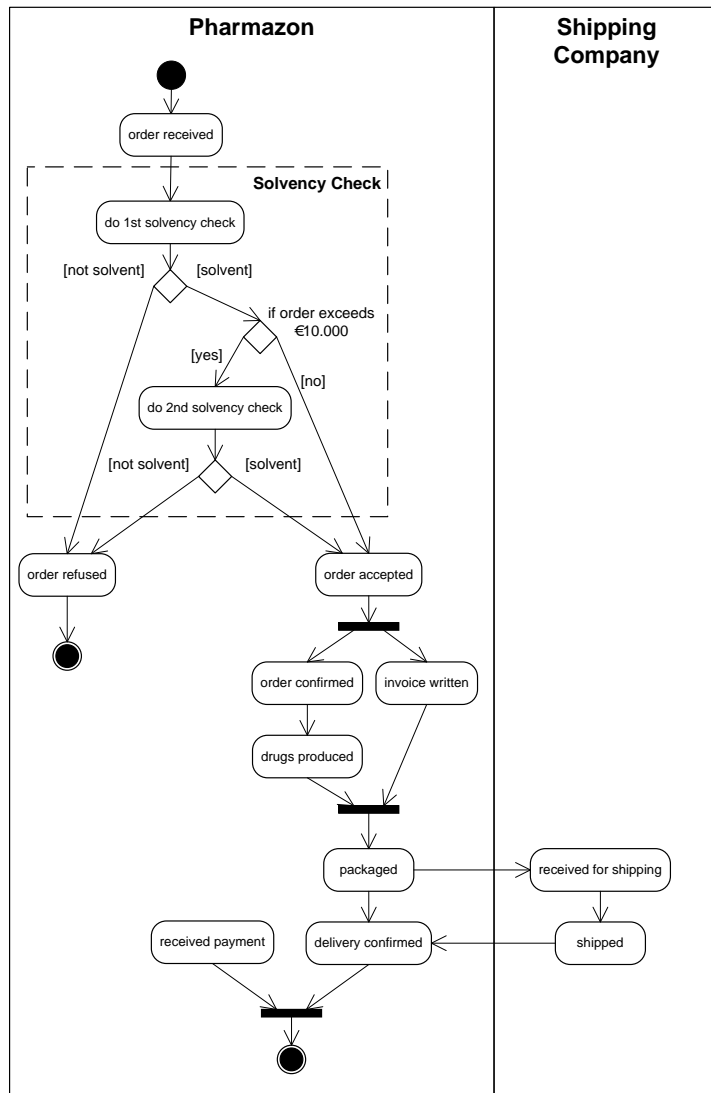 Pharmazon
Shipping
Company
order received
Solvency Check
do 1st solvency check
[not solvent]
[solvent]
if order exceeds
€10.000
[yes]
[no]
do 2nd solvency check
[not solvent]
[solvent]
order refused
order accepted
order confirmed
invoice written
drugs produced
packaged
received for shipping
received payment
delivery confirmed
shipped